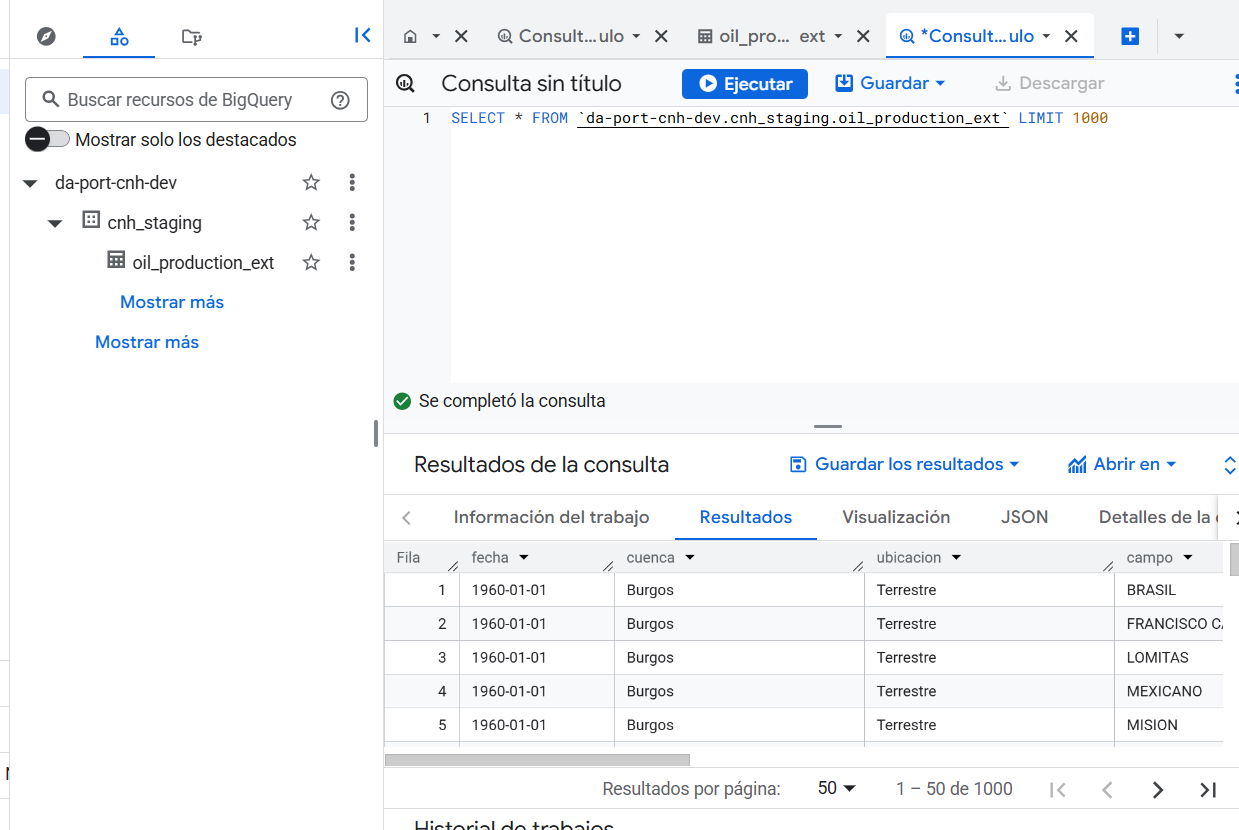 Consult...ulo
oil_pro... ext
*Consult...ulo
Buscar recursos de BigQuery
Mostrar solo los destacados
da-port-cnh-dev
cnh_staging
oil_production_ext
Mostrar más
Mostrar más
Consulta sin título
Ejecutar
Guardar
Descargar
1 SELECT * FROM `da-port-cnh-dev.cnh_staging.oil_production_ext` LIMIT 1000
Se completó la consulta
Resultados de la consulta
Guardar los resultados
Abrir en
Información del trabajo Resultados Visualización JSON Detalles de la
Fila fecha cuenca ubicacion campo
1 1960-01-01 Burgos Terrestre BRASIL
2 1960-01-01 Burgos Terrestre FRANCISCO
3 1960-01-01 Burgos Terrestre LOMITAS
4 1960-01-01 Burgos Terrestre MEXICANO
5 1960-01-01 Burgos Terrestre MISION
Resultados por página: 50 1 – 50 de 1000
Historial de trabajos